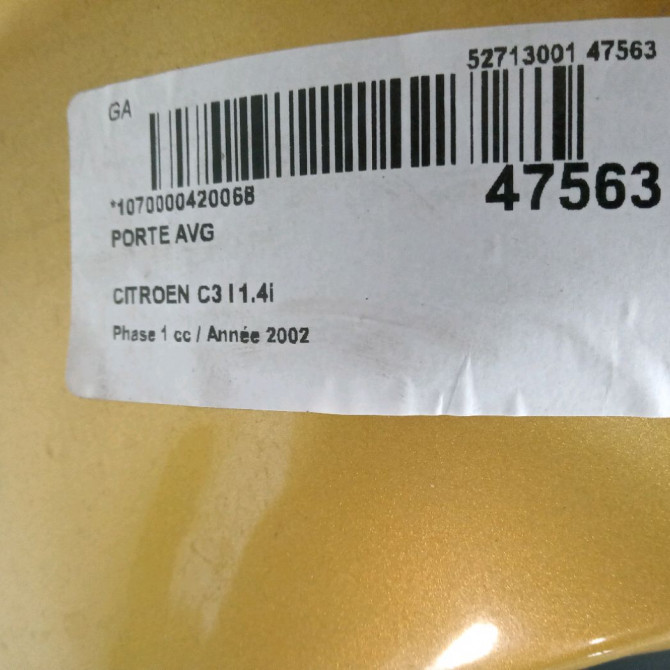 52713001 47563
GA
*1070000420068
47563
PORTE AVG
CITROEN C3 I 1.4i
Phase 1 cc / Année 2002